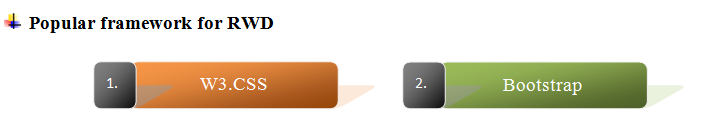 Popular framework for RWD
1. W3.CSS 2. Bootstrap